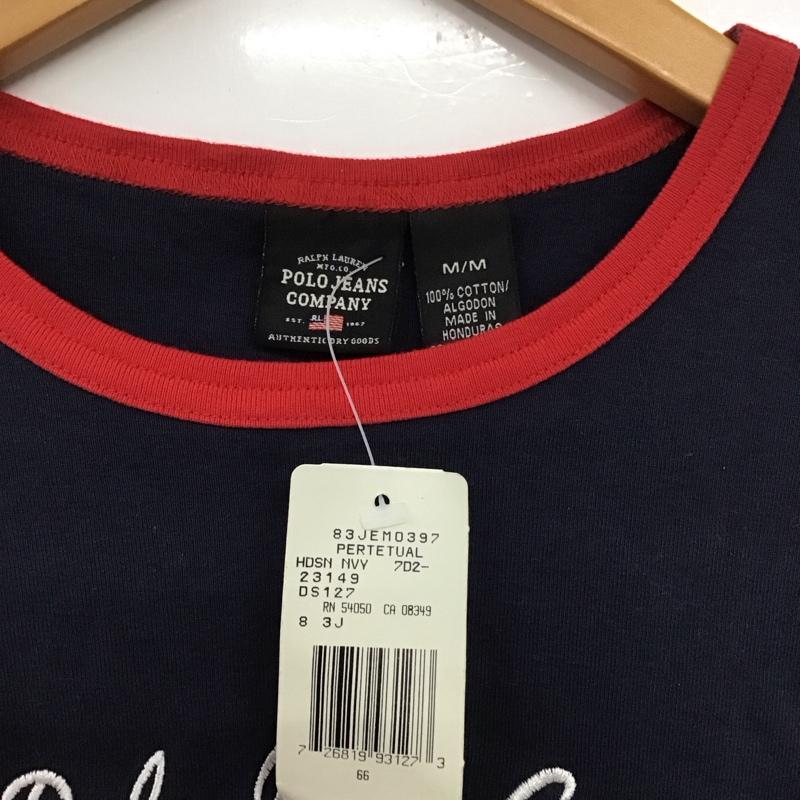 RALPH LAUREN
MFG.CO.
POLO JEANS
COMPANY
EST. RL 1967
AUTHENTIC DRY GOODS
M/M
100% COTTON/
ALGODON
MADE IN
HONDURAS
83JEM0397
PERTETUAL
HDSN NVY 7D2-
23149
DS127
RN 54050 CA 08349
8 3J
7 26819 93127 3
66